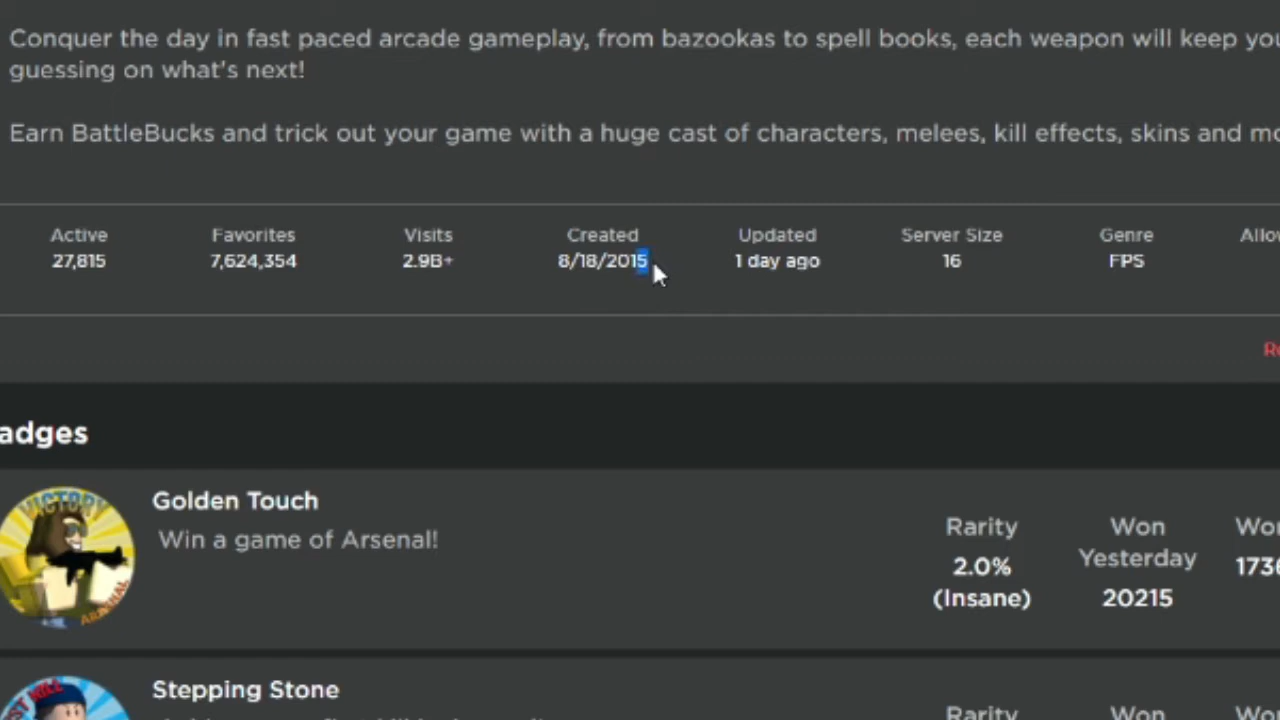 Conquer the day in fast paced arcade gameplay, from bazookas to spell books, each weapon will keep you
guessing on what's next!
Earn BattleBucks and trick out your game with a huge cast of characters, melees, kill effects, skins and mo
Active Favorites Visits Created Updated Server Size Genre Allo
27,815 7,624,354 2.9B+ 8/18/2015 1 day ago 16 FPS
adges
Golden Touch
Win a game of Arsenal!
Rarity Won Yesterday Wo
2.0% (Insane) 20215 1736
VICTORY
ARSENAL
Stepping Stone
Rarity Won Wo
KILL